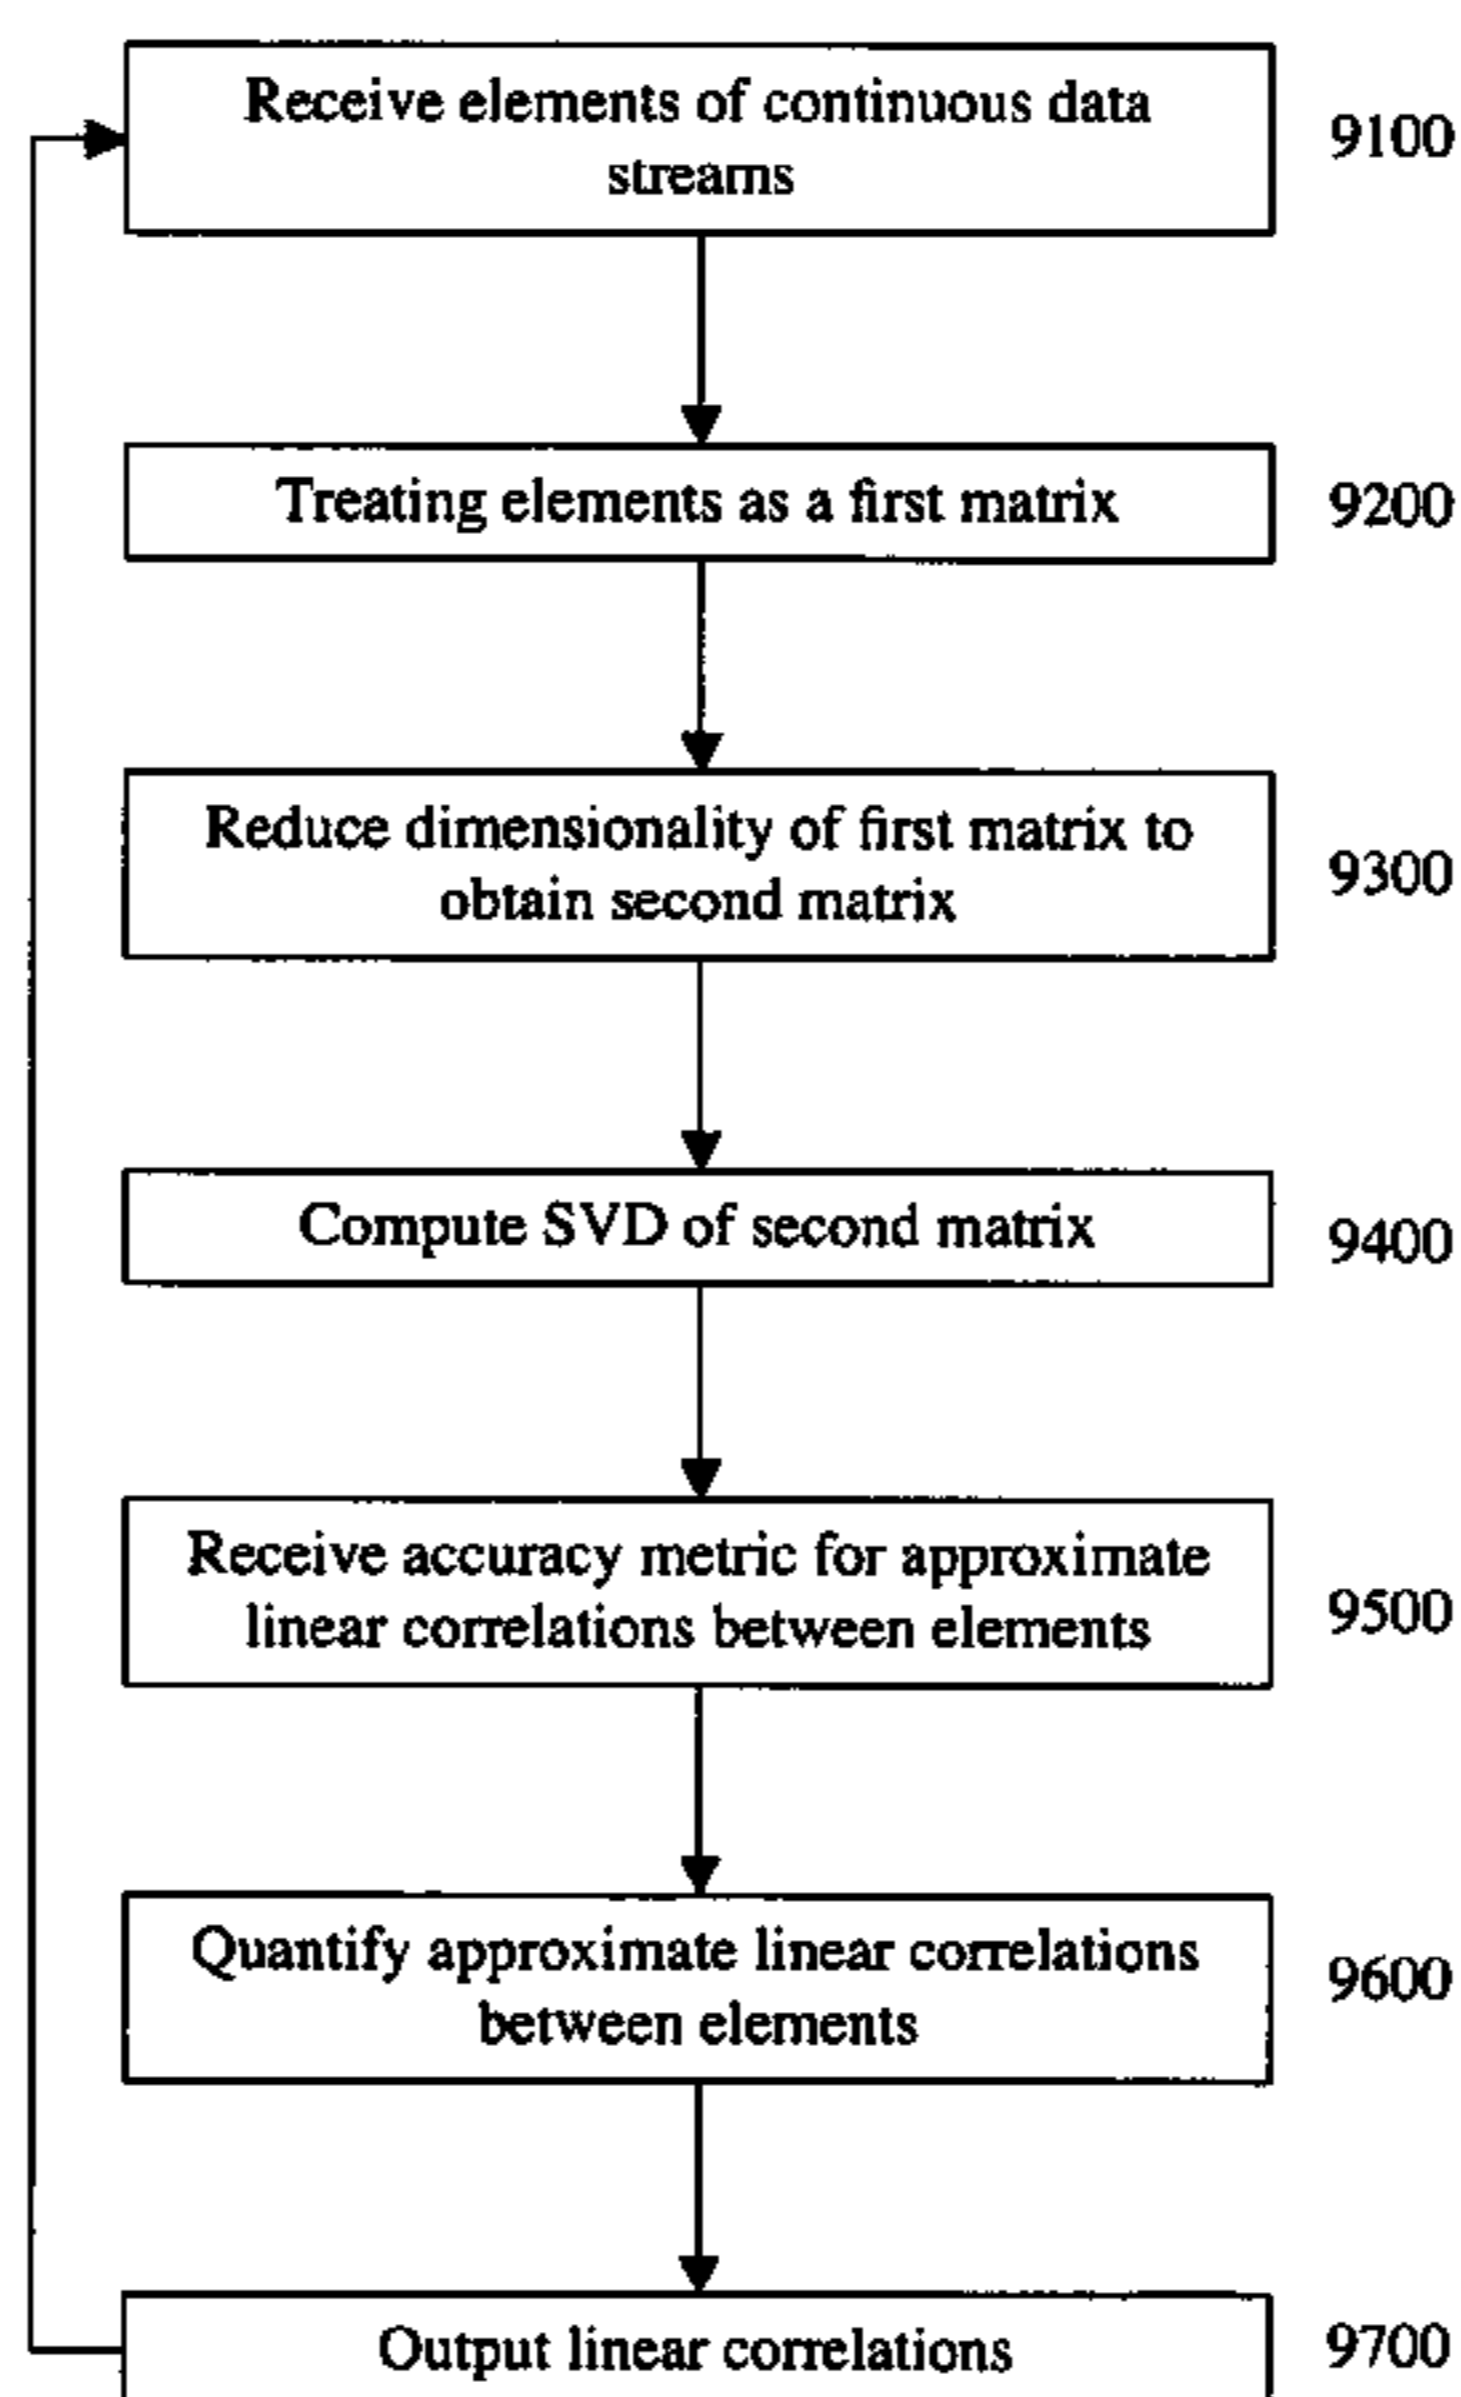 Receive elements of continuous data
streams
9100
Treating elements as a first matrix
9200
Reduce dimensionality of first matrix to
obtain second matrix
9300
Compute SVD of second matrix
9400
Receive accuracy metric for approximate
linear correlations between elements
9500
Quantify approximate linear correlations
between elements
9600
Output linear correlations
9700